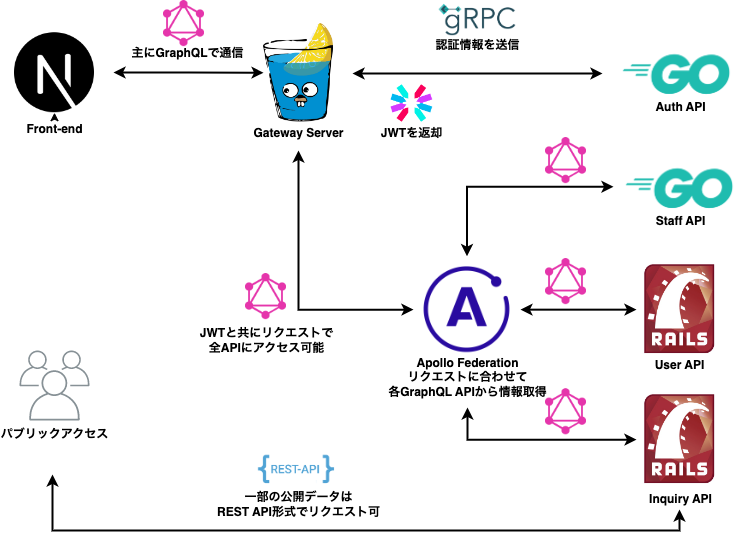 gRPC
主にGraphQLで通信
認証情報を送信
N
GO
Front-end
Gateway Server
JWTを返却
Auth API
GO
Staff API
A
RAILS
JWTと共にリクエストで
全APIにアクセス可能
Apollo Federation
リクエストに合わせて
各GraphQL APIから情報取得
User API
パブリックアクセス
RAILS
{REST-API}
一部の公開データは
REST API形式でリクエスト可
Inquiry API